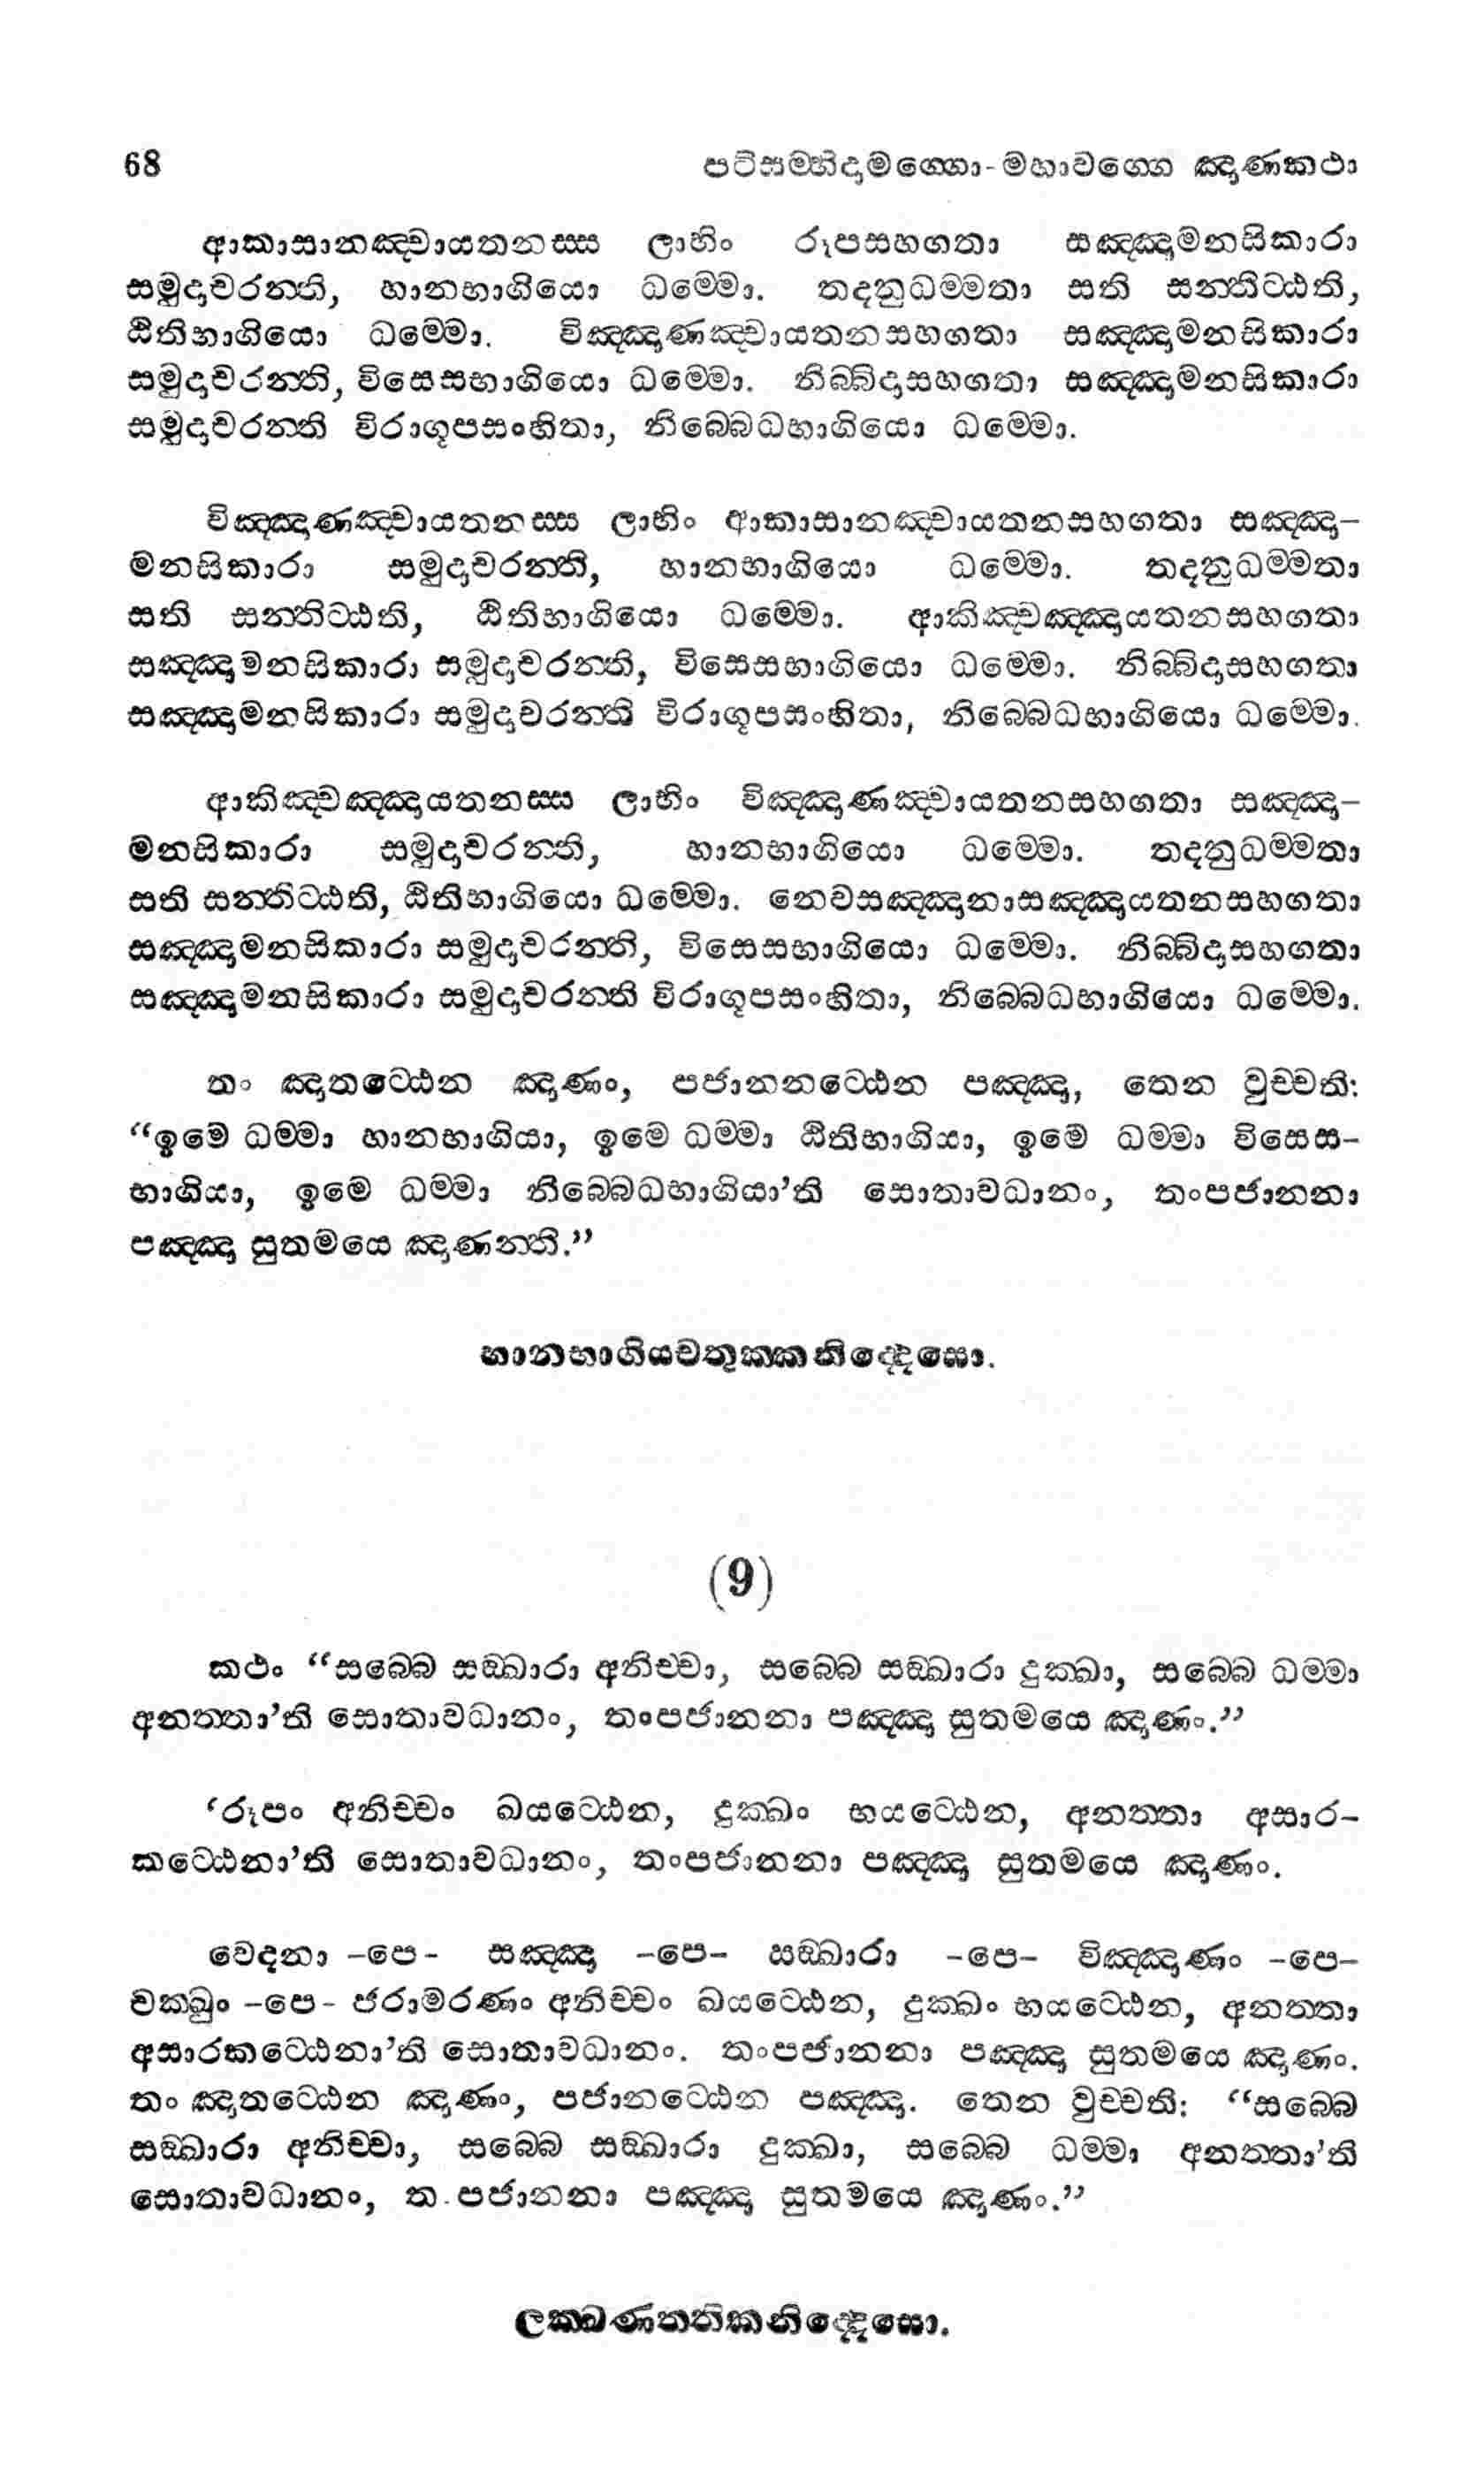 68 පටිසම්භිදාමග්ගො-මහාවග්ගෙ ඤාණකථා
ආකාසානඤ්චායතනස්ස ලාභිං රූපසහගතා සඤ්ඤාමනසිකාරා
සමුදාචරන්ති, හානභාගියො ධම්මො. තදනුධම්මතා සති සන්තිට්ඨති,
ඨිතිභාගියො ධම්මො. විඤ්ඤාණඤ්චායතනසහගතා සඤ්ඤාමනසිකාරා
සමුදාචරන්ති, විසෙසභාගියො ධම්මො. නිබ්බිදාසහගතා සඤ්ඤාමනසිකාරා
සමුදාචරන්ති විරාගූපසංහිතා, නිබ්බෙධභාගියො ධම්මො.
විඤ්ඤාණඤ්චායතනස්ස ලාභිං ආකාසානඤ්චායතනසහගතා සඤ්ඤා-
මනසිකාරා සමුදාචරන්ති, හානභාගියො ධම්මො. තදනුධම්මතා
සති සන්තිට්ඨති, ඨිතිභාගියො ධම්මො. ආකිඤ්චඤ්ඤායතනසහගතා
සඤ්ඤාමනසිකාරා සමුදාචරන්ති, විසෙසභාගියො ධම්මො. නිබ්බිදාසහගතා
සඤ්ඤාමනසිකාරා සමුදාචරන්ති විරාගූපසංහිතා, නිබ්බෙධභාගියො ධම්මො.
ආකිඤ්චඤ්ඤායතනස්ස ලාභිං විඤ්ඤාණඤ්චායතනසහගතා සඤ්ඤා-
මනසිකාරා සමුදාචරන්ති, හානභාගියො ධම්මො. තදනුධම්මතා
සති සන්තිට්ඨති, ඨිතිභාගියො ධම්මො. නෙවසඤ්ඤානාසඤ්ඤායතනසහගතා
සඤ්ඤාමනසිකාරා සමුදාචරන්ති, විසෙසභාගියො ධම්මො. නිබ්බිදාසහගතා
සඤ්ඤාමනසිකාරා සමුදාචරන්ති විරාගූපසංහිතා, නිබ්බෙධභාගියො ධම්මො.
තං ඤාතට්ඨෙන ඤාණං, පජානනට්ඨෙන පඤ්ඤා, තෙන වුච්චති:
“ඉමෙ ධම්මා හානභාගියා, ඉමෙ ධම්මා ඨිතිභාගියා, ඉමෙ ධම්මා විසෙස-
භාගියා, ඉමෙ ධම්මා නිබ්බෙධභාගියා’ති සොතාවධානං, තංපජානනා
පඤ්ඤා සුතමයෙ ඤාණන්ති.”
හානභාගියචතුක්කනිද්දෙසො.
(9)
කථං “සබ්බෙ සඞ්ඛාරා අනිච්චා, සබ්බෙ සඞ්ඛාරා දුක්ඛා, සබ්බෙ ධම්මා
අනත්තා’ති සොතාවධානං, තංපජානනා පඤ්ඤා සුතමයෙ ඤාණං.”
‘රූපං අනිච්චං ඛයට්ඨෙන, දුක්ඛං භයට්ඨෙන, අනත්තා අසාර-
කට්ඨෙනා’ති සොතාවධානං, තංපජානනා පඤ්ඤා සුතමයෙ ඤාණං.
වෙදනා -පෙ- සඤ්ඤා -පෙ- සඞ්ඛාරා -පෙ- විඤ්ඤාණං -පෙ-
චක්ඛුං -පෙ- ජරාමරණං අනිච්චං ඛයට්ඨෙන, දුක්ඛං භයට්ඨෙන, අනත්තා
අසාරකට්ඨෙනා’ති සොතාවධානං. තංපජානනා පඤ්ඤා සුතමයෙ ඤාණං.
තං ඤාතට්ඨෙන ඤාණං, පජානට්ඨෙන පඤ්ඤා. තෙන වුච්චති: “සබ්බෙ
සඞ්ඛාරා අනිච්චා, සබ්බෙ සඞ්ඛාරා දුක්ඛා, සබ්බෙ ධම්මා අනත්තා’ති
සොතාවධානං, ත.පජානනා පඤ්ඤා සුතමයෙ ඤාණං.”
ලක්ඛණත්තිකනිද්දෙසො.